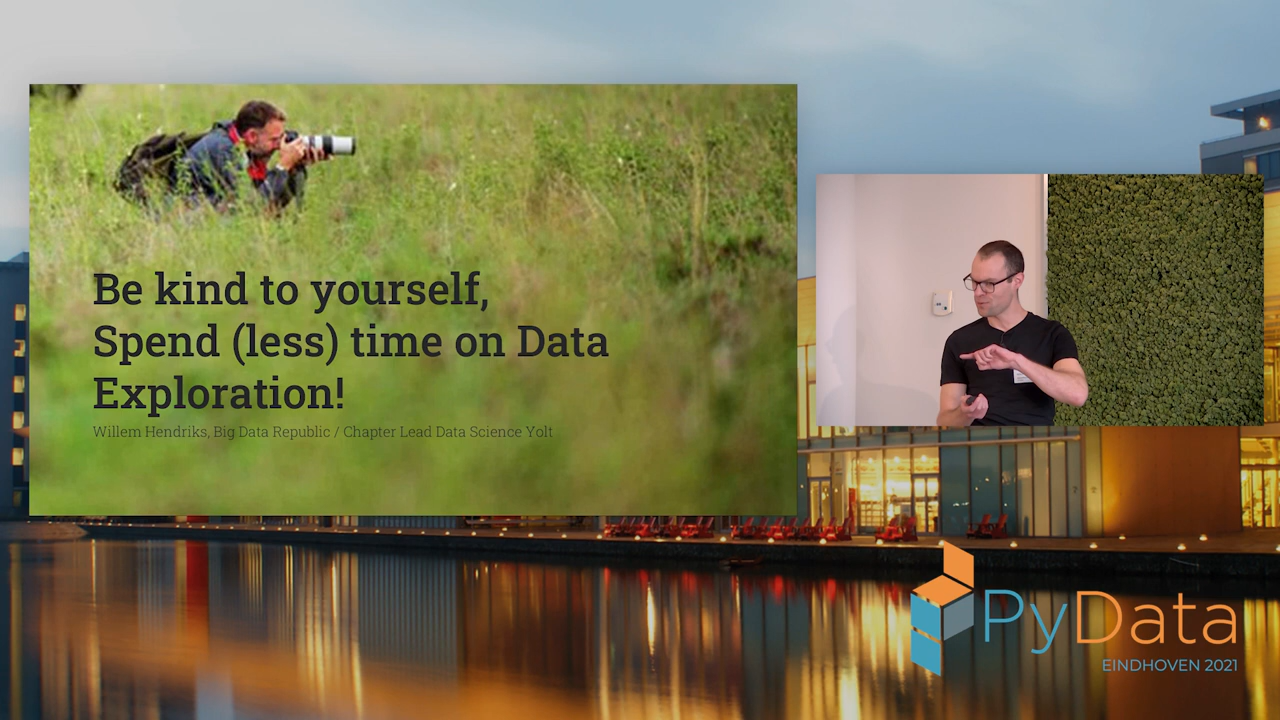 Be kind to yourself,
Spend (less) time on Data
Exploration!
Willem Hendriks, Big Data Republic / Chapter Lead Data Science Yolt
PyData
EINDHOVEN 2021